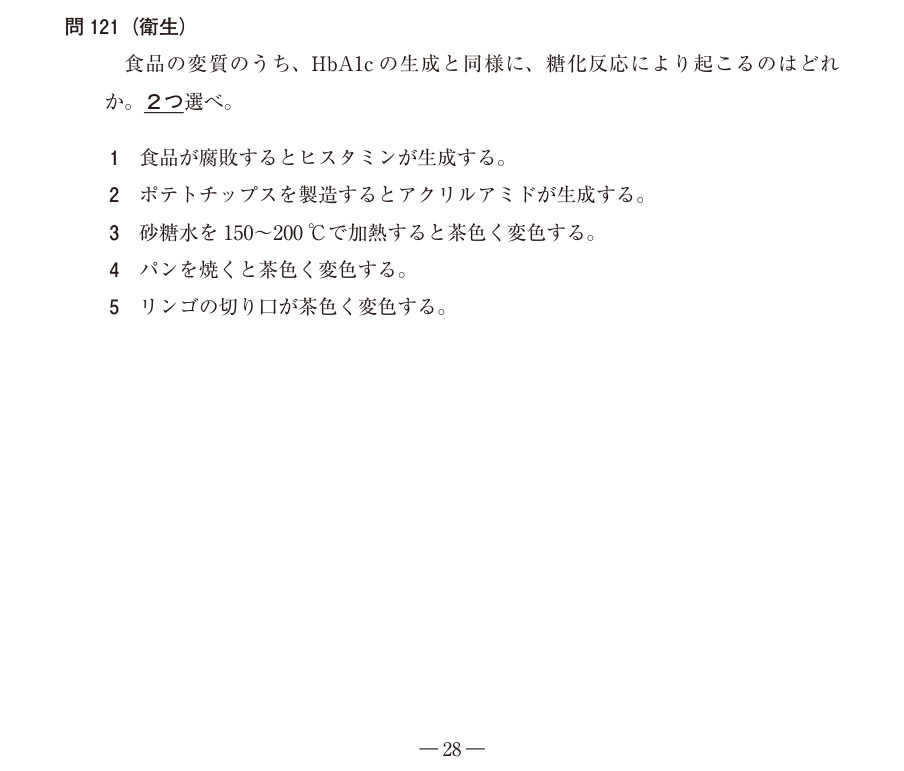 問 121（衛生）
食品の変質のうち、HbA1c の生成と同様に、糖化反応により起こるのはどれ
か。２つ選べ。
1 食品が腐敗するとヒスタミンが生成する。
2 ポテトチップスを製造するとアクリルアミドが生成する。
3 砂糖水を 150～200 ℃で加熱すると茶色く変色する。
4 パンを焼くと茶色く変色する。
5 リンゴの切り口が茶色く変色する。
― 28 ―